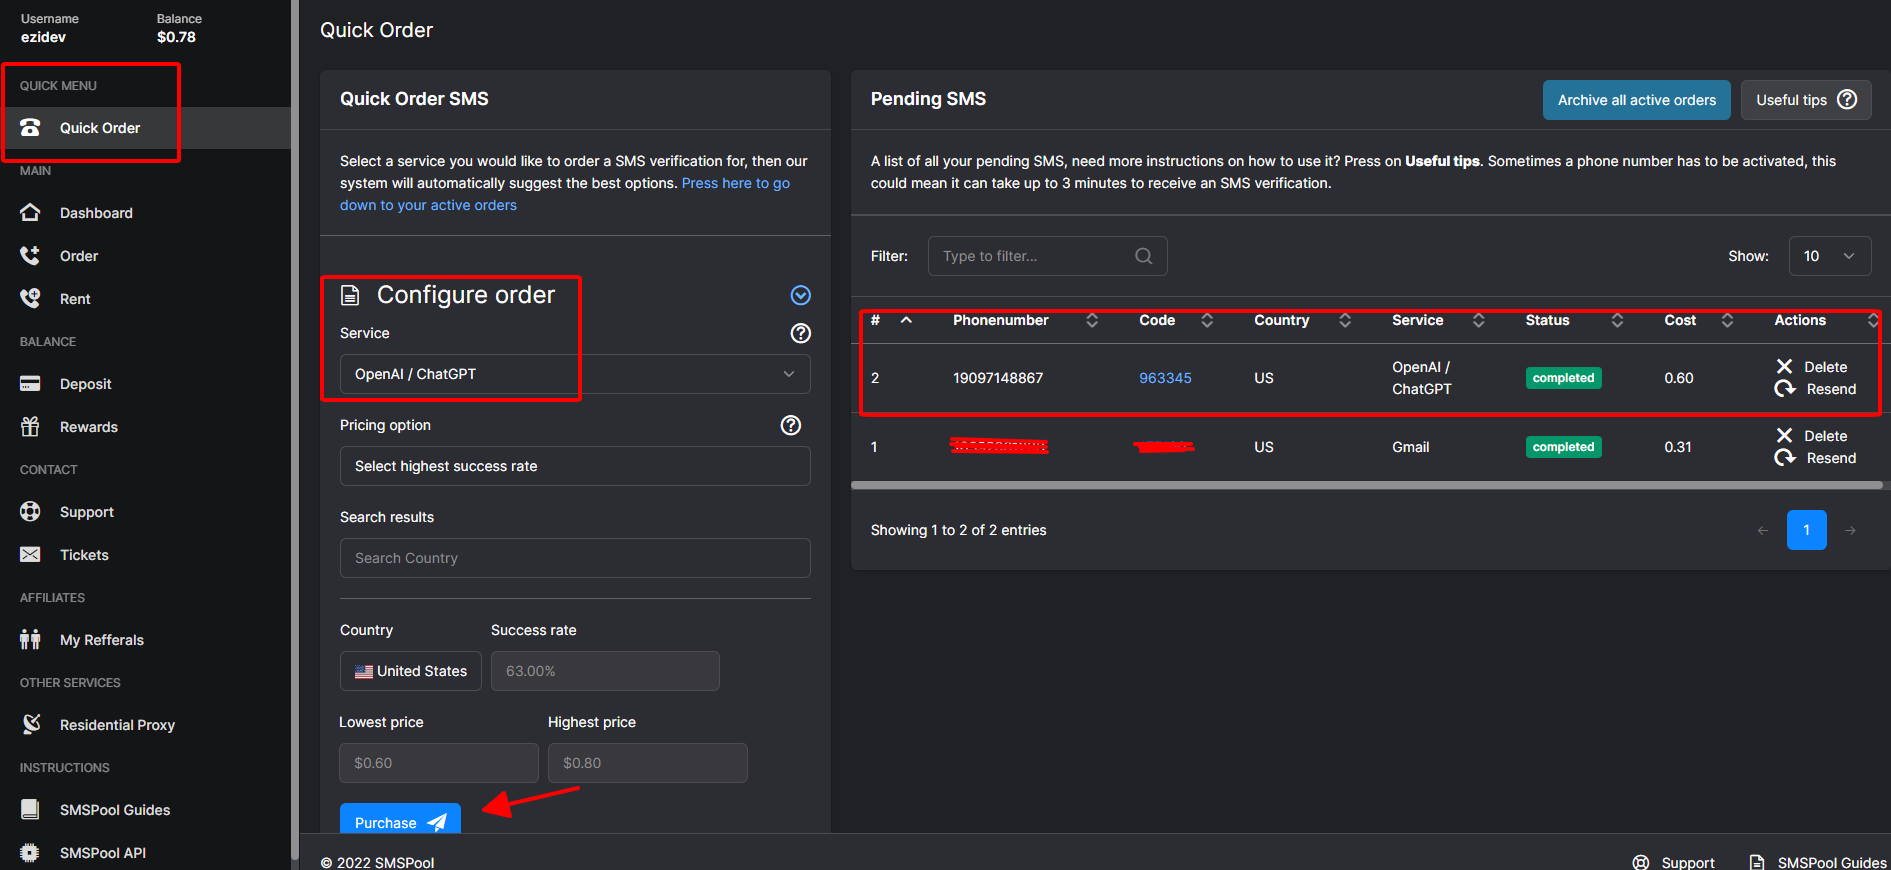 Username
ezidev
Balance
$0.78
QUICK MENU
Quick Order
MAIN
Dashboard
Order
Rent
BALANCE
Deposit
Rewards
CONTACT
Support
Tickets
AFFILIATES
My Refferals
OTHER SERVICES
Residential Proxy
INSTRUCTIONS
SMSPool Guides
SMSPool API
Quick Order
Quick Order SMS
Select a service you would like to order a SMS verification for, then our
system will automatically suggest the best options. Press here to go
down to your active orders
Configure order
Service
OpenAI / ChatGPT
Pricing option
Select highest success rate
Search results
Search Country
Country Success rate
United States 63.00%
Lowest price Highest price
$0.60 $0.80
Purchase
Pending SMS
Archive all active orders
Useful tips
A list of all your pending SMS, need more instructions on how to use it? Press on Useful tips. Sometimes a phone number has to be activated, this
could mean it can take up to 3 minutes to receive an SMS verification.
Filter: Type to filter... Show: 10
# Phonenumber Code Country Service Status Cost Actions
2 19097148867 963345 US OpenAI / ChatGPT completed 0.60 Delete Resend
1 US Gmail completed 0.31 Delete Resend
Showing 1 to 2 of 2 entries
← 1 →
© 2022 SMSPool
Support SMSPool Guides